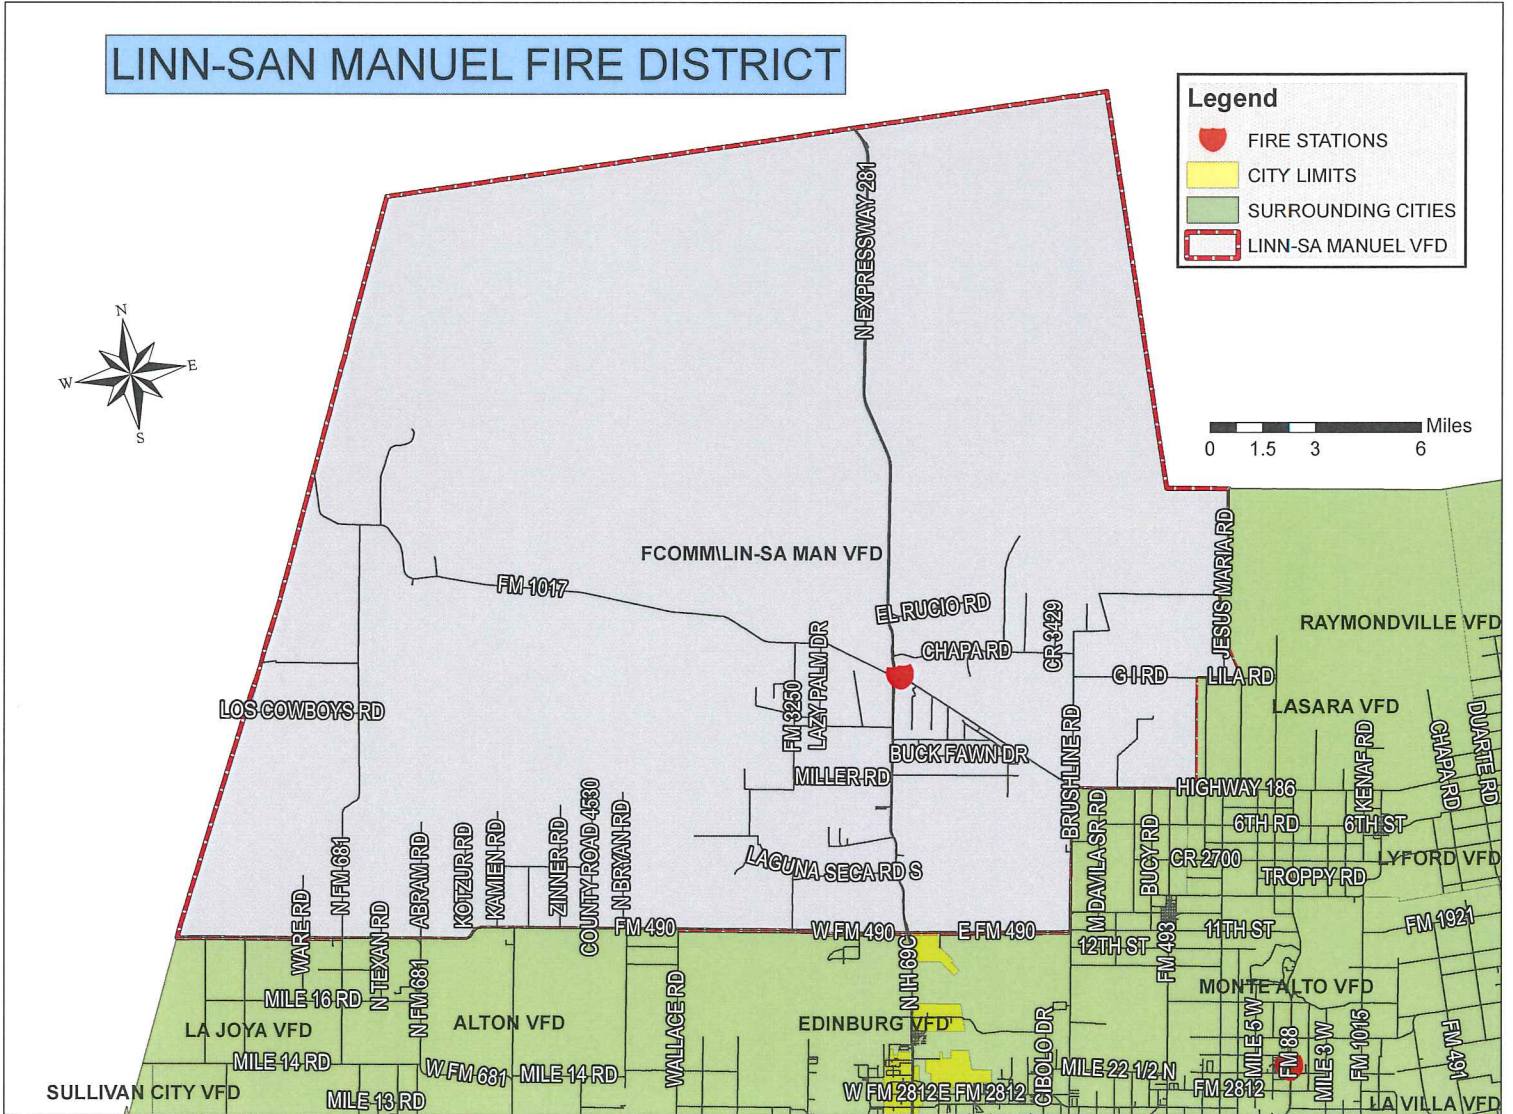 LINN-SAN MANUEL FIRE DISTRICT
Legend
FIRE STATIONS
CITY LIMITS
SURROUNDING CITIES
LINN-SA MANUEL VFD
N
W
E
S
Miles
0 1.5 3 6
N EXPRESSWAY 281
FCOMM\LIN-SA MAN VFD
FM 1017
EL RUCIO RD
CHAPA RD
CR 3429
JESUS MARIA RD
RAYMONDVILLE VFD
G I RD
LILA RD
LASARA VFD
LOS COWBOYS RD
FM 3250
LAZY PALM DR
BUCK FAWN DR
MILLER RD
BRUSHLINE RD
HIGHWAY 186
KENAF RD
CHAPA RD
DUARTE RD
6TH RD
6TH ST
M DAVILA SR RD
BUCY RD
CR 2700
LYFORD VFD
TROPPY RD
LAGUNA SECA RD S
WARE RD
N FM 681
N TEXAN RD
ABRAM RD
KOTZUR RD
KAMIEN RD
ZINNER RD
COUNTY ROAD 4530
N BRYAN RD
FM 490
W FM 490
E FM 490
12TH ST
FM 493
11TH ST
FM 1921
N IH 69C
N FM 681
WALLACE RD
MILE 16 RD
MONTE ALTO VFD
LA JOYA VFD
ALTON VFD
EDINBURG VFD
CIBOLO DR
MILE 5 W
FM 88
MILE 3 W
FM 1015
FM 491
MILE 14 RD
W FM 681
MILE 14 RD
MILE 22 1/2 N
SULLIVAN CITY VFD
MILE 13 RD
W FM 2812
E FM 2812
FM 2812
LA VILLA VFD